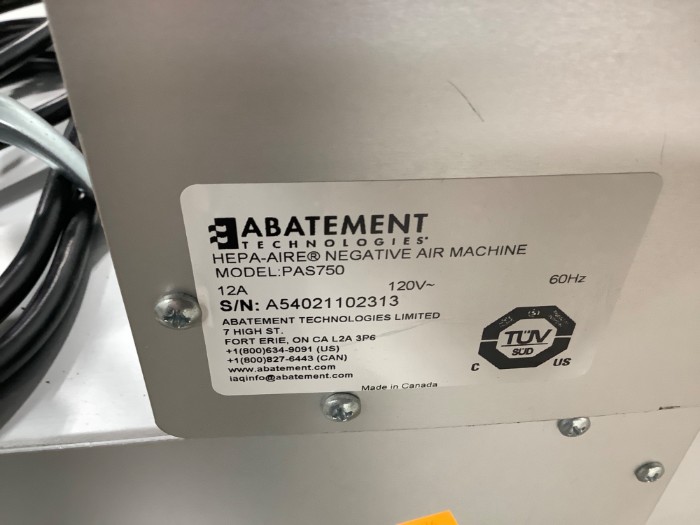 ABATEMENT
TECHNOLOGIES®
HEPA-AIRE® NEGATIVE AIR MACHINE
MODEL:PAS750
12A 120V~ 60Hz
S/N: A54021102313
ABATEMENT TECHNOLOGIES LIMITED
7 HIGH ST.
FORT ERIE, ON CA L2A 3P6
+1(800)634-9091 (US)
+1(800)827-6443 (CAN)
www.abatement.com
iaqinfo@abatement.com
TÜV
SÜD
C US
Made in Canada